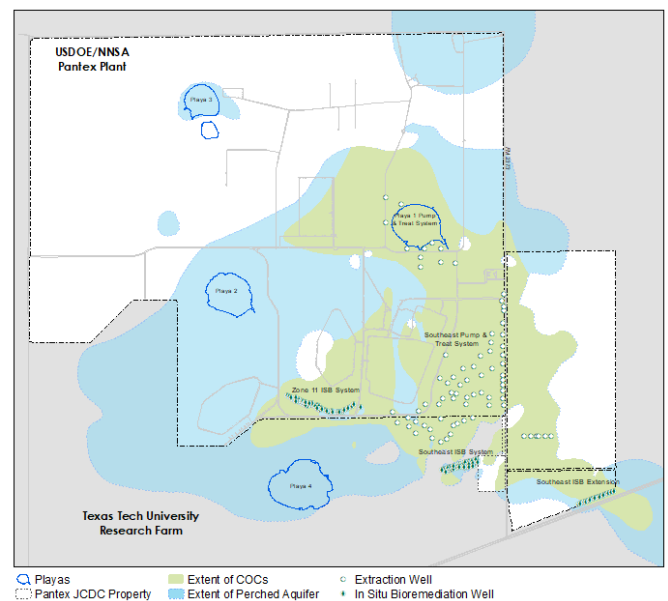 USDOE/NNSA
Pantex Plant
Playa 3
FM 2373
Playa 1 Pump
& Treat System
Playa 2
Southeast Pump &
Treat System
Zone 11 ISB System
Southeast ISB System
Southeast ISB Extension
Playa 4
Texas Tech University
Research Farm
Playas
Extent of COCs
Extraction Well
Pantex JCDC Property
Extent of Perched Aquifer
In Situ Bioremediation Well